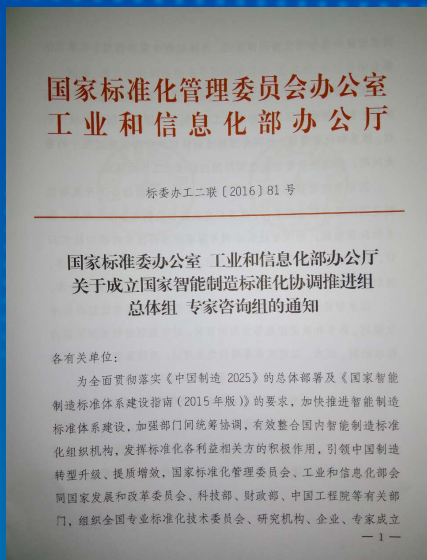 国家标准化管理委员会办公室
工业和信息化部办公厅
标委办工二联〔2016〕81号
国家标准委办公室 工业和信息化部办公厅
关于成立国家智能制造标准化协调推进组
总体组 专家咨询组的通知
各有关单位：
为全面贯彻落实《中国制造 2025》的总体部署及《国家智能
制造标准体系建设指南（2015年版）》的要求，加快推进智能制造
标准体系建设，加强部门间统筹协调，有效整合国内智能制造标准
化组织机构，发挥标准化各利益相关方的积极作用，引领中国制造
转型升级、提质增效，国家标准化管理委员会、工业和信息化部会
同国家发展和改革委员会、科技部、财政部、中国工程院等有关部
门，组织全国专业标准化技术委员会、研究机构、企业、专家成立
— 1 —